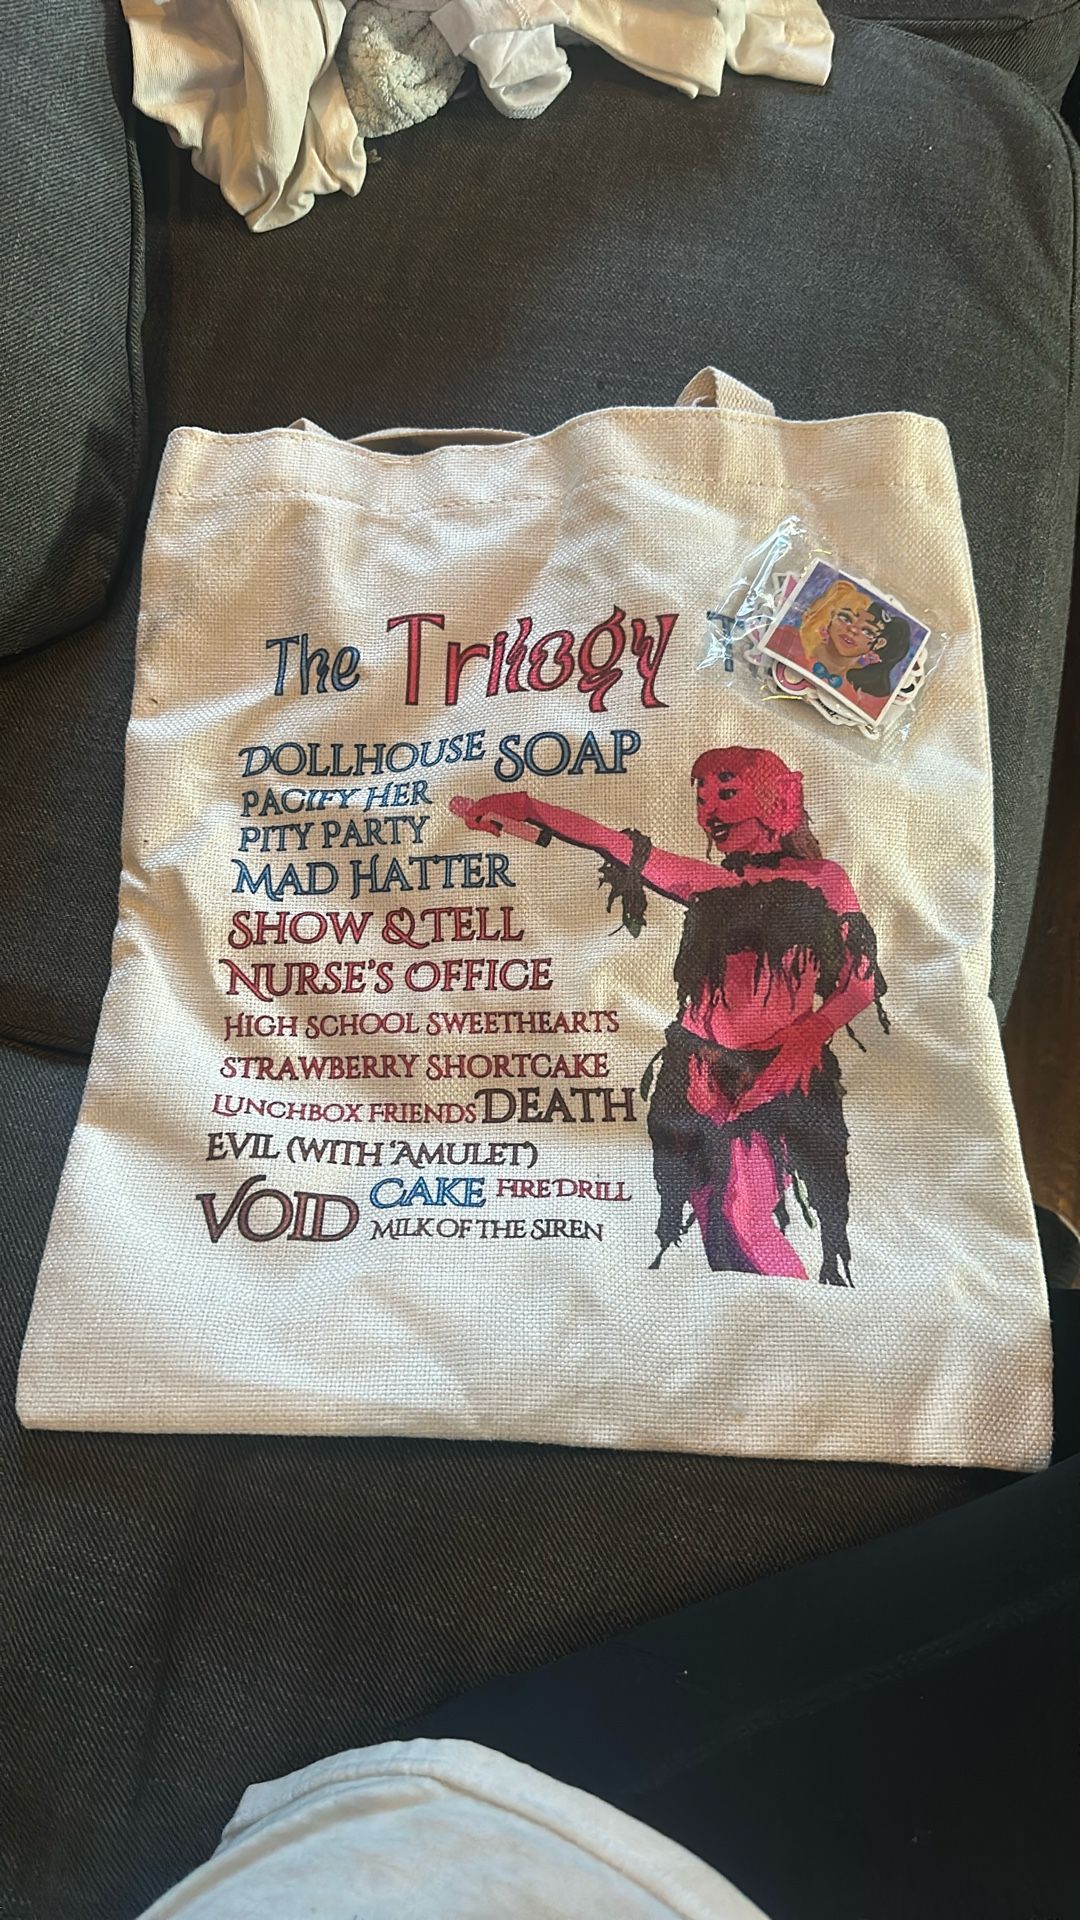 The Trilogy T
DOLLHOUSE SOAP
PACIFY HER
PITY PARTY
MAD HATTER
SHOW & TELL
NURSE'S OFFICE
HIGH SCHOOL SWEETHEARTS
STRAWBERRY SHORTCAKE
LUNCHBOX FRIENDS DEATH
EVIL (WITH 'AMULET')
VOID CAKE FIRE DRILL
MILK OF THE SIREN